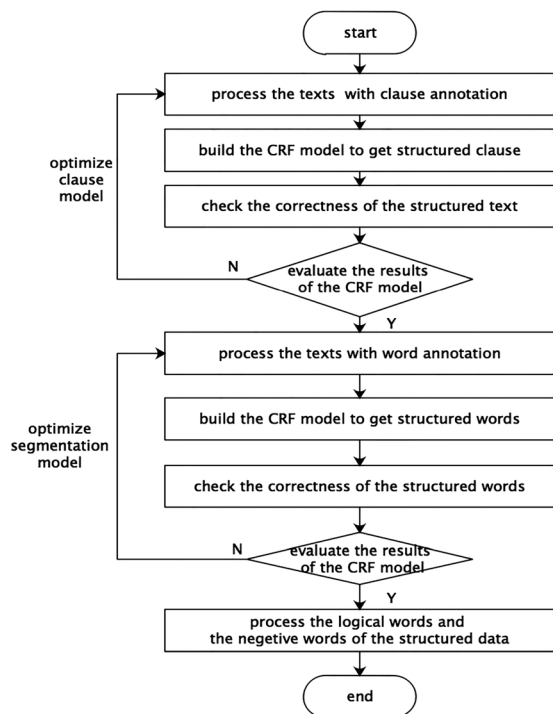 start
process the texts with clause annotation
optimize
clause
model
build the CRF model to get structured clause
check the correctness of the structured text
N
evaluate the results
of the CRF model
Y
process the texts with word annotation
optimize
segmentation
model
build the CRF model to get structured words
check the correctness of the structured words
N
evaluate the results
of the CRF model
Y
process the logical words and
the negetive words of the structured data
end